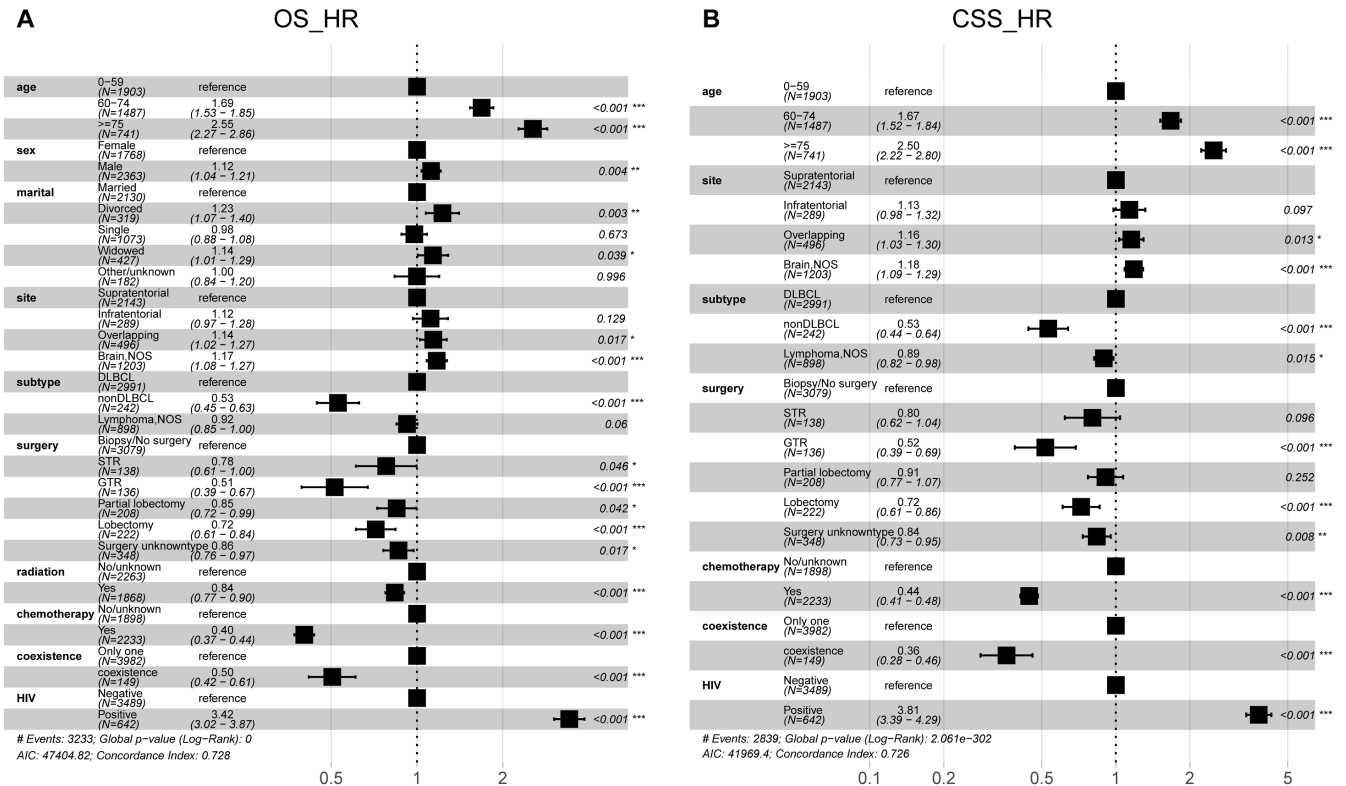 A
OS_HR
age
0−59
(N=1903)
reference
60−74
(N=1487)
1.69
(1.53 − 1.85)
<0.001 ***
>=75
(N=741)
2.55
(2.27 − 2.86)
<0.001 ***
sex
Female
(N=1768)
reference
Male
(N=2363)
1.12
(1.04 − 1.21)
0.004 **
marital
Married
(N=2130)
reference
Divorced
(N=319)
1.23
(1.07 − 1.40)
0.003 **
Single
(N=1073)
0.98
(0.88 − 1.08)
0.673
Widowed
(N=427)
1.14
(1.01 − 1.29)
0.039 *
Other/unknown
(N=182)
1.00
(0.84 − 1.20)
0.996
site
Supratentorial
(N=2143)
reference
Infratentorial
(N=289)
1.12
(0.97 − 1.28)
0.129
Overlapping
(N=496)
1.14
(1.02 − 1.27)
0.017 *
Brain,NOS
(N=1203)
1.17
(1.08 − 1.27)
<0.001 ***
subtype
DLBCL
(N=2991)
reference
nonDLBCL
(N=242)
0.53
(0.45 − 0.63)
<0.001 ***
Lymphoma,NOS
(N=898)
0.92
(0.85 − 1.00)
0.06
surgery
Biopsy/No surgery
(N=3079)
reference
STR
(N=138)
0.78
(0.61 − 1.00)
0.046 *
GTR
(N=136)
0.51
(0.39 − 0.67)
<0.001 ***
Partial lobectomy
(N=208)
0.85
(0.72 − 0.99)
0.042 *
Lobectomy
(N=222)
0.72
(0.61 − 0.84)
<0.001 ***
Surgery unknowntype
(N=348)
0.86
(0.76 − 0.97)
0.017 *
radiation
No/unknown
(N=2263)
reference
Yes
(N=1868)
0.84
(0.77 − 0.90)
<0.001 ***
chemotherapy
No/unknown
(N=1898)
reference
Yes
(N=2233)
0.40
(0.37 − 0.44)
<0.001 ***
coexistence
Only one
(N=3982)
reference
coexistence
(N=149)
0.50
(0.42 − 0.61)
<0.001 ***
HIV
Negative
(N=3489)
reference
Positive
(N=642)
3.42
(3.02 − 3.87)
<0.001 ***
# Events: 3233; Global p−value (Log−Rank): 0
AIC: 47404.82; Concordance Index: 0.728
0.5 1 2
B
CSS_HR
age
0−59
(N=1903)
reference
60−74
(N=1487)
1.67
(1.52 − 1.84)
<0.001 ***
>=75
(N=741)
2.50
(2.22 − 2.80)
<0.001 ***
site
Supratentorial
(N=2143)
reference
Infratentorial
(N=289)
1.13
(0.98 − 1.32)
0.097
Overlapping
(N=496)
1.16
(1.03 − 1.30)
0.013 *
Brain,NOS
(N=1203)
1.18
(1.09 − 1.29)
<0.001 ***
subtype
DLBCL
(N=2991)
reference
nonDLBCL
(N=242)
0.53
(0.44 − 0.64)
<0.001 ***
Lymphoma,NOS
(N=898)
0.89
(0.82 − 0.98)
0.015 *
surgery
Biopsy/No surgery
(N=3079)
reference
STR
(N=138)
0.80
(0.62 − 1.04)
0.096
GTR
(N=136)
0.52
(0.39 − 0.69)
<0.001 ***
Partial lobectomy
(N=208)
0.91
(0.77 − 1.07)
0.252
Lobectomy
(N=222)
0.72
(0.61 − 0.86)
<0.001 ***
Surgery unknowntype
(N=348)
0.84
(0.73 − 0.95)
0.008 **
chemotherapy
No/unknown
(N=1898)
reference
Yes
(N=2233)
0.44
(0.41 − 0.48)
<0.001 ***
coexistence
Only one
(N=3982)
reference
coexistence
(N=149)
0.36
(0.28 − 0.46)
<0.001 ***
HIV
Negative
(N=3489)
reference
Positive
(N=642)
3.81
(3.39 − 4.29)
<0.001 ***
# Events: 2839; Global p−value (Log−Rank): 2.061e−302
AIC: 41969.4; Concordance Index: 0.726
0.1 0.2 0.5 1 2 5